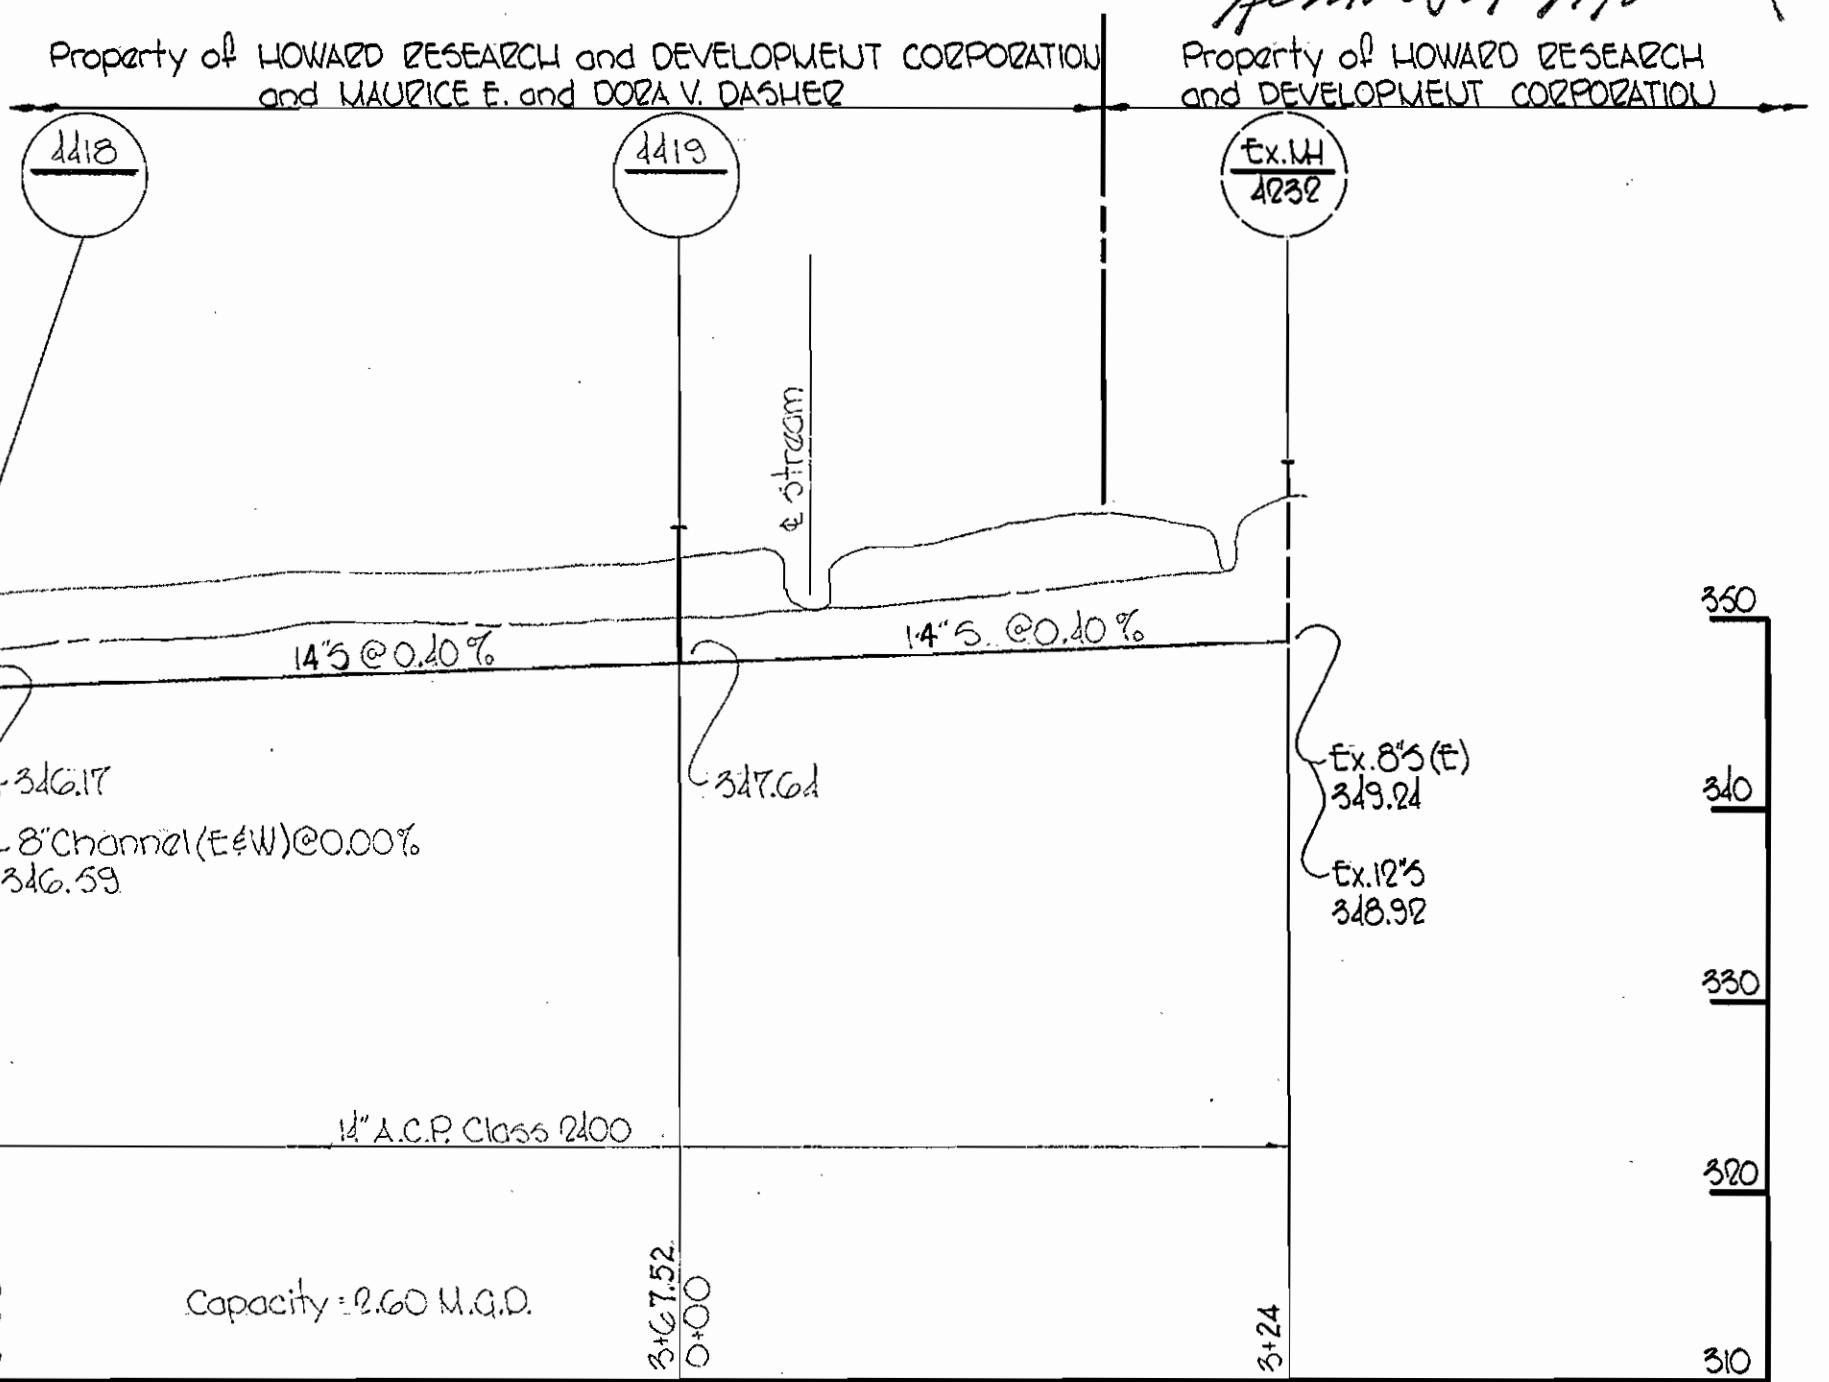 Property of HOWARD RESEARCH and DEVELOPMENT CORPORATION
and MAURICE E. and DORA V. DASHER
Property of HOWARD RESEARCH
and DEVELOPMENT CORPORATION
4418
4419
Ex.MH
4232
℄ stream
14"S @ 0.40%
14"S. @0.40%
350
346.17
347.64
Ex.8"S (E)
349.24
340
8"Channel(E&W)@0.00%
346.59
Ex.12"S
348.92
330
14" A.C.P. Class 2400
320
Capacity = 2.60 M.G.D.
3+67.52
0+00
3+24
310